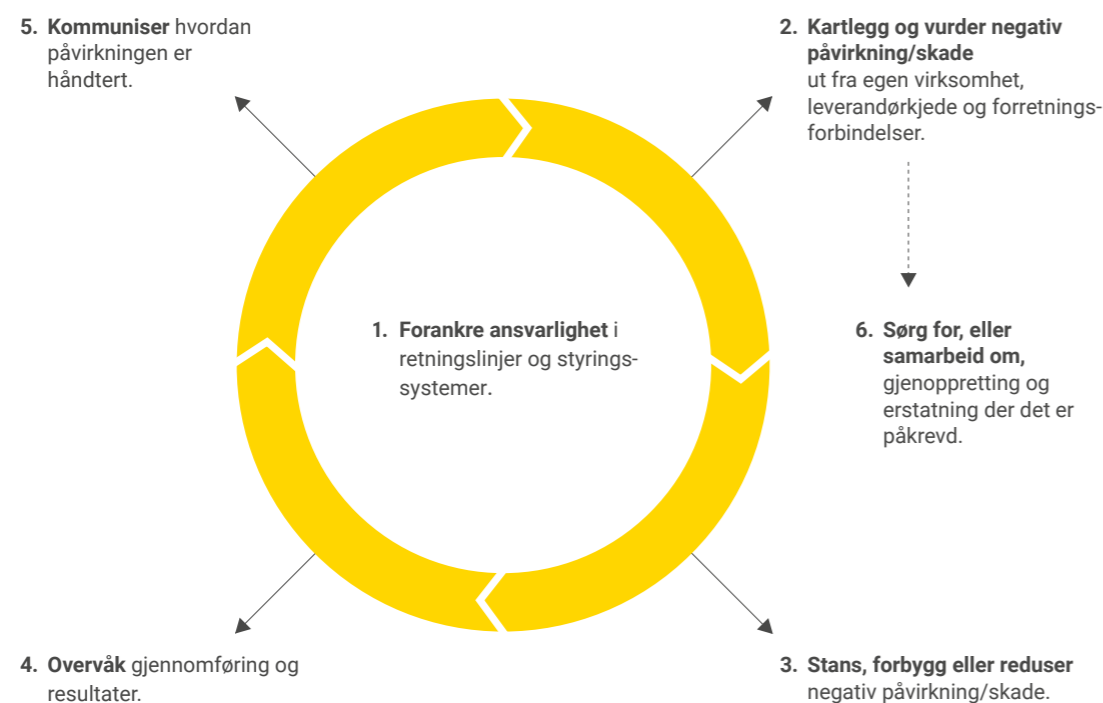 5. Kommuniser hvordan
påvirkningen er
håndtert.
2. Kartlegg og vurder negativ
påvirkning/skade
ut fra egen virksomhet,
leverandørkjede og forretnings-
forbindelser.
1. Forankre ansvarlighet i
retningslinjer og styrings-
systemer.
6. Sørg for, eller
samarbeid om,
gjenoppretting og
erstatning der det er
påkrevd.
4. Overvåk gjennomføring og
resultater.
3. Stans, forbygg eller reduser
negativ påvirkning/skade.